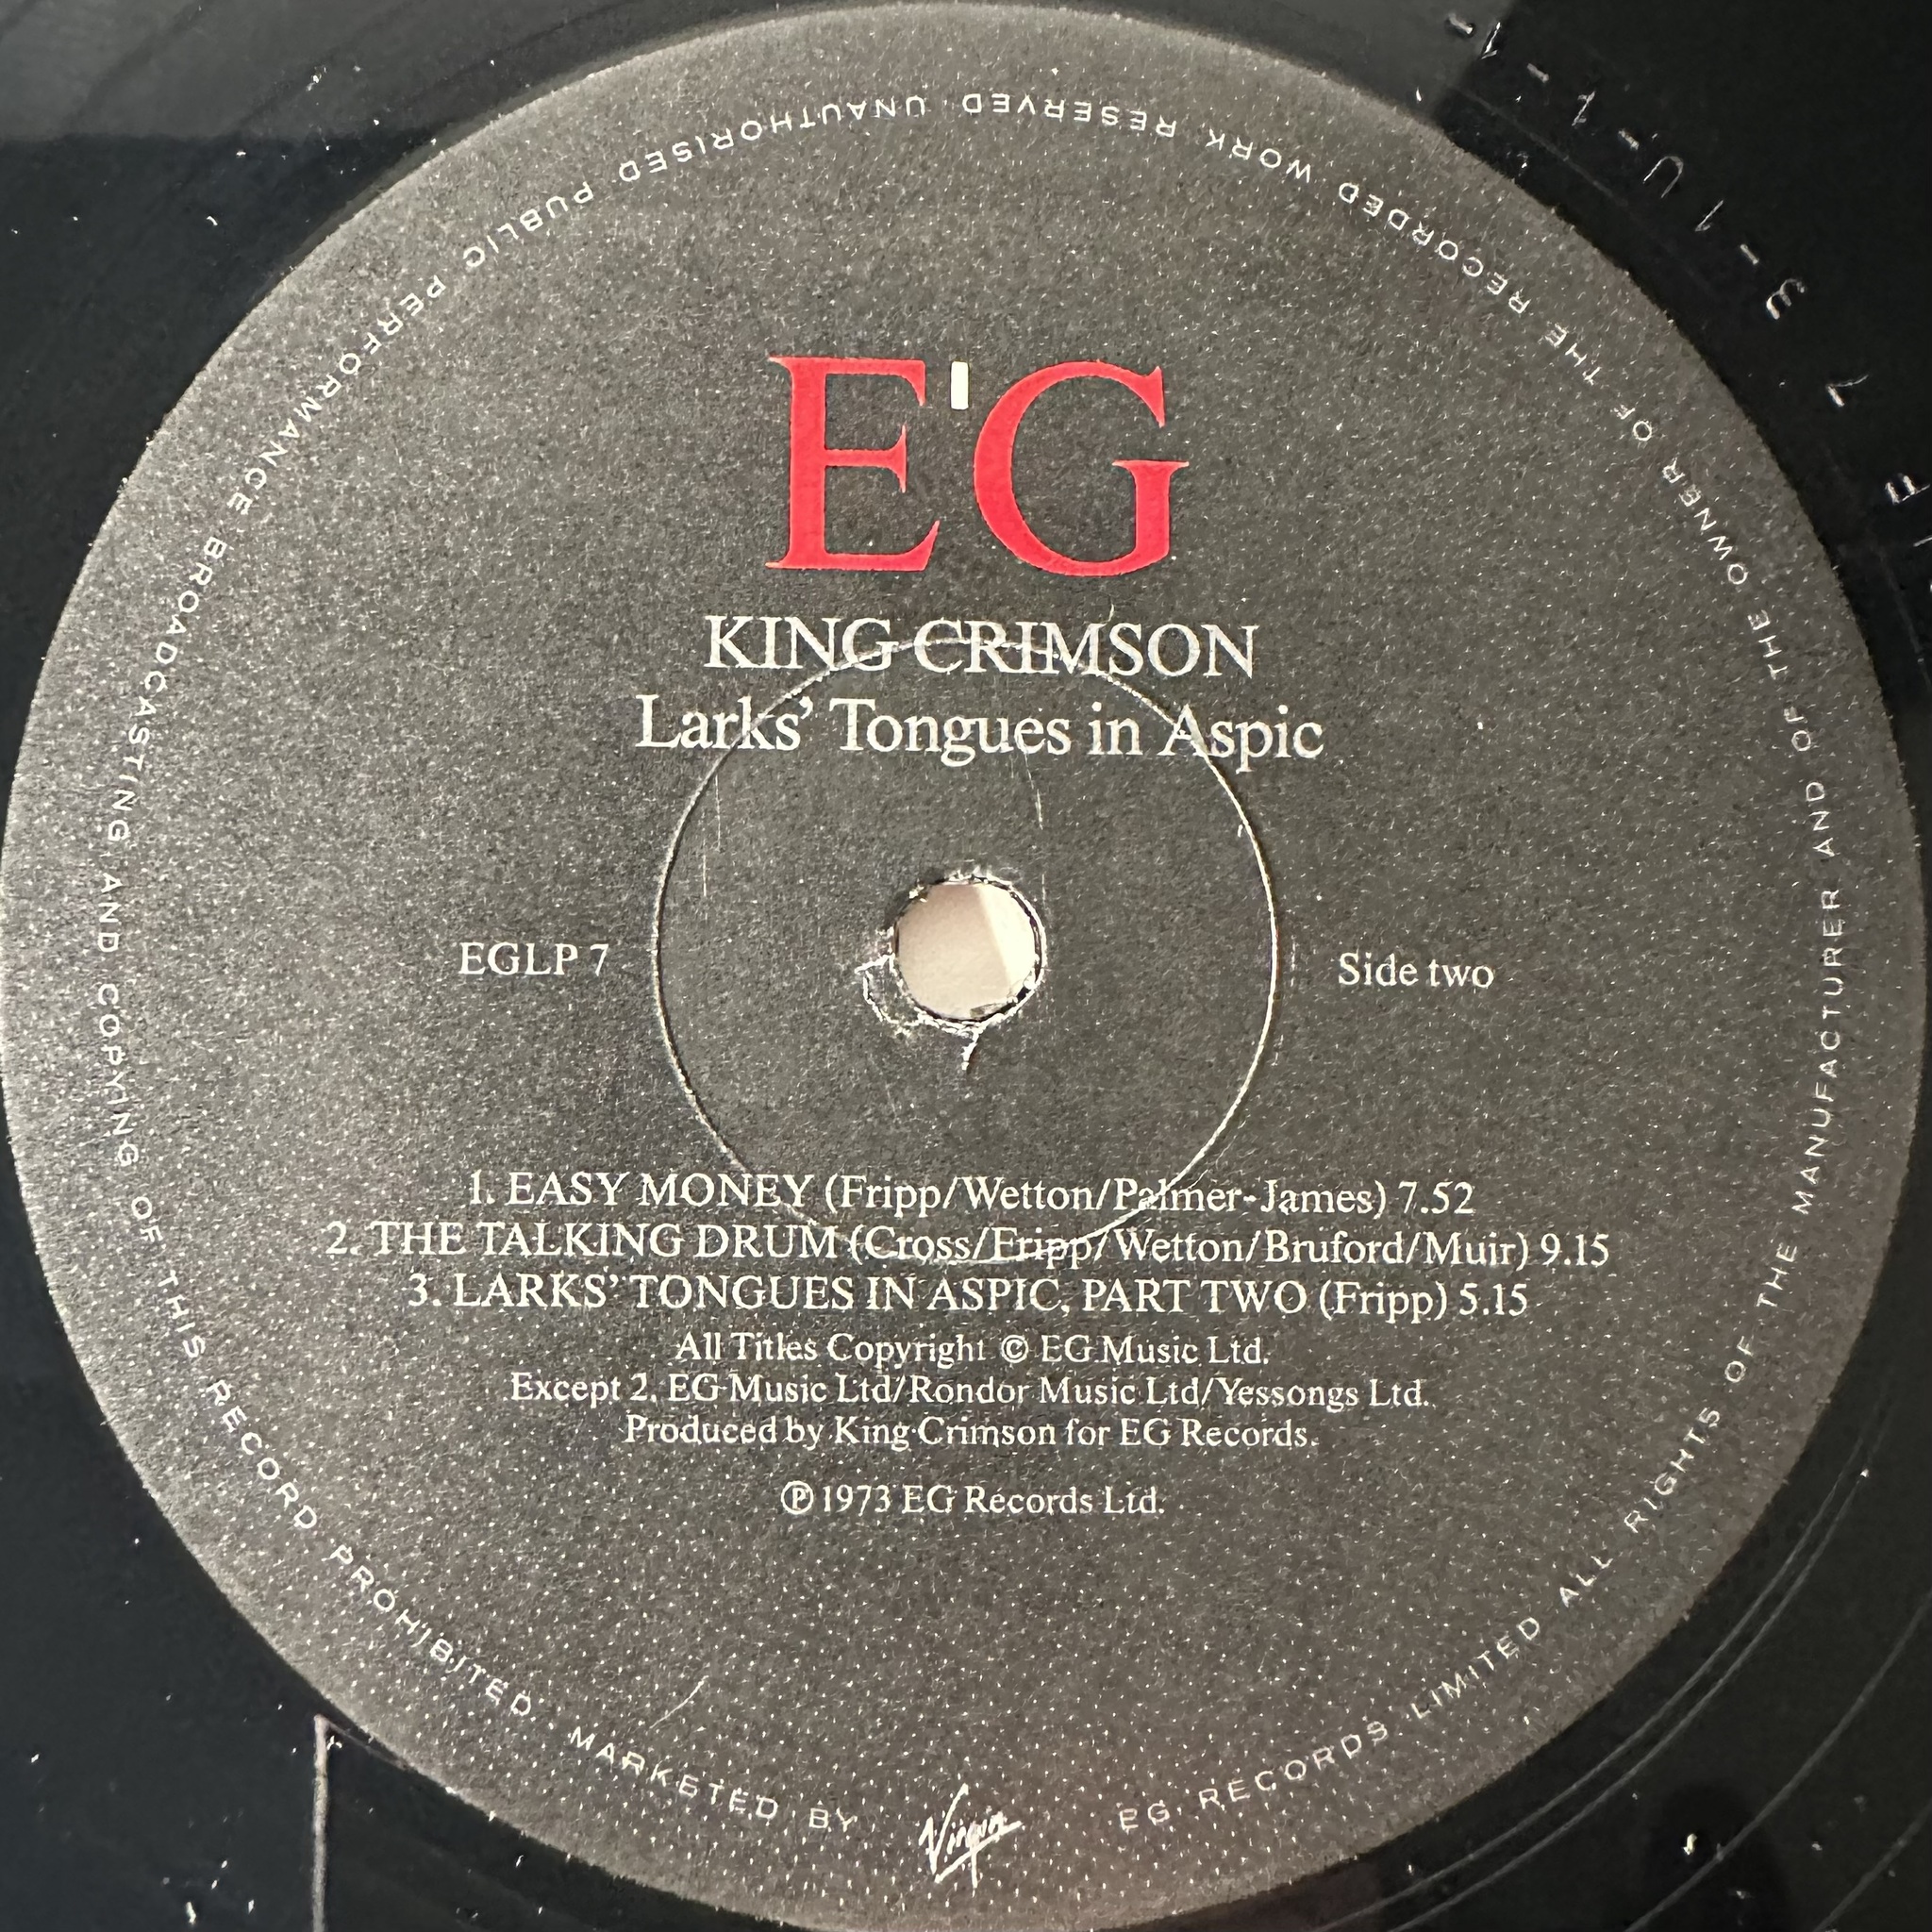 E'G
KING CRIMSON
Larks' Tongues in Aspic
EGLP 7
Side two
1. EASY MONEY (Fripp/Wetton/Palmer-James) 7.52
2. THE TALKING DRUM (Cross/Fripp/Wetton/Bruford/Muir) 9.15
3. LARKS' TONGUES IN ASPIC, PART TWO (Fripp) 5.15
All Titles Copyright © EG Music Ltd.
Except 2. EG Music Ltd/Rondor Music Ltd/Yessongs Ltd.
Produced by King Crimson for EG Records.
℗ 1973 EG Records Ltd.
EG RECORDS LIMITED ALL RIGHTS OF THE MANUFACTURER AND OF THE OWNER OF THE RECORDED WORK RESERVED UNAUTHORISED PUBLIC PERFORMANCE BROADCASTING AND COPYING OF THIS RECORD PROHIBITED · MARKETED BY Virgin